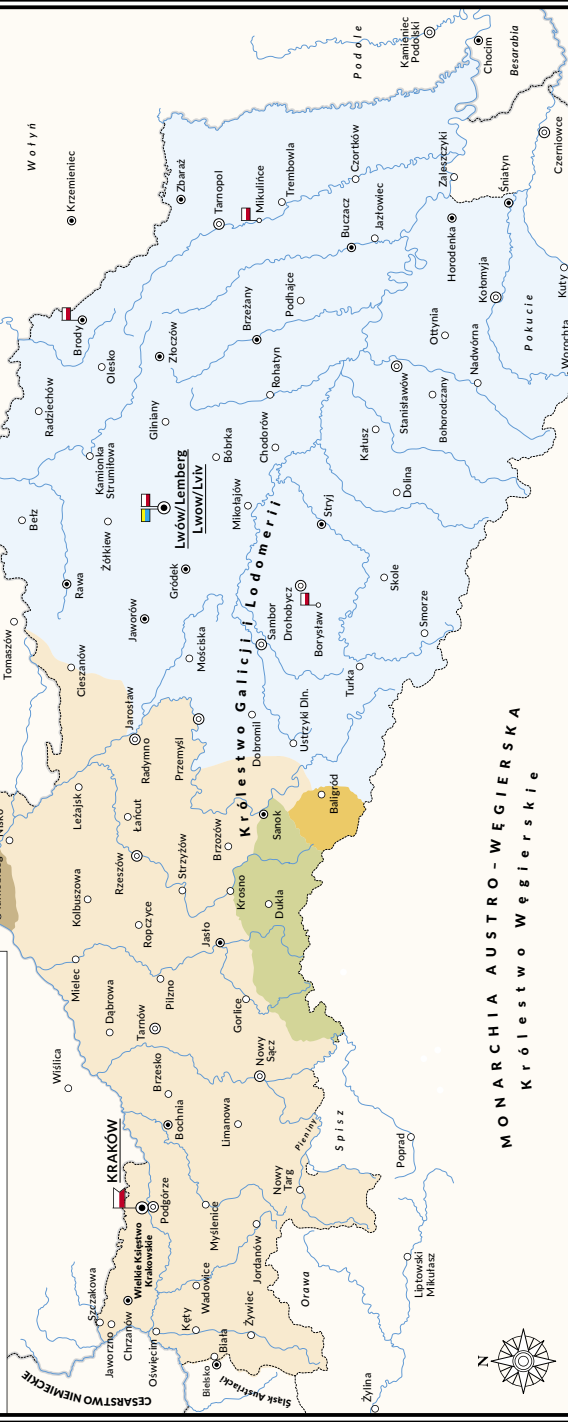 Wołyń
Podole
Besarabia
Kamieniec
Podolski
Chocim
Krzemieniec
Zbaraż
Tarnopol
Mikulińce
Trembowla
Czortków
Zaleszczyki
Czerniowce
Śniatyn
Buczacz
Jazłowiec
Horodenka
Kołomyja
Kuty
Pokucie
Worochta
Brody
Radziechów
Olesko
Złoczów
Brzeżany
Podhajce
Ottynia
Nadwórna
Rohatyn
Stanisławów
Bohorodczany
Gliniany
Kamionka
Strumiłowa
Bóbrka
Chodorów
Kałusz
Dolina
Bełz
Żółkiew
Lwów/Lemberg
Lwow/Lviv
Mikołajów
Stryj
Rawa
Gródek
Jaworów
Drohobycz
Borysław
Sambor
Skole
Smorze
Tomaszów
Cieszanów
Mościska
Turka
Królestwo Galicji i Lodomerii
Jarosław
Radymno
Przemyśl
Dobromil
Ustrzyki Dln.
Nisko
Leżajsk
Łańcut
Rzeszów
Strzyżów
Brzozów
Sanok
Baligród
Kolbuszowa
Ropczyce
Krosno
Dukla
Jasło
Mielec
Dąbrowa
Pilzno
Tarnów
Gorlice
Wiślica
Brzesko
Bochnia
Limanowa
Nowy
Sącz
Pieniny
Spisz
Poprad
KRAKÓW
Podgórze
Wielkie Księstwo
Krakowskie
Myślenice
Nowy
Targ
Jordanów
Orawa
Liptowski
Mikułasz
Szczakowa
Jaworzno
Chrzanów
Oświęcim
Kęty
Wadowice
Żywiec
Biała
Bielsko
Śląsk Austriacki
CESARSTWO NIEMIECKIE
Żylina
MONARCHIA AUSTRO-WĘGIERSKA
Królestwo Węgierskie
N